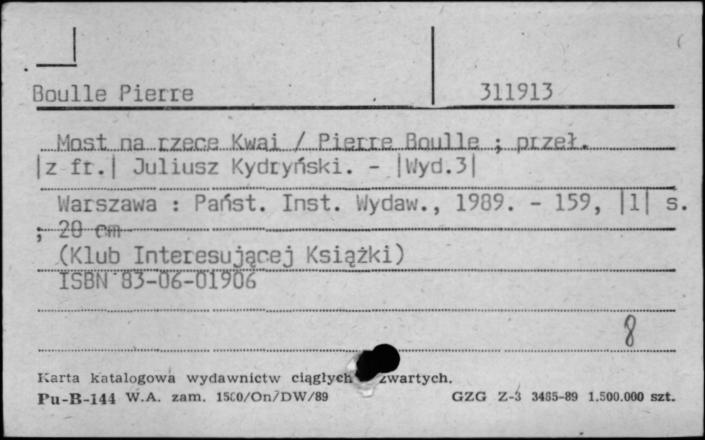 Boulle Pierre 311913
Most na rzece Kwai / Pierre Boulle ; przeł.
|z fr.| Juliusz Kydryński. - |Wyd.3|
Warszawa : Państ. Inst. Wydaw., 1989. - 159, |1| s.
; 20 cm
(Klub Interesującej Książki)
ISBN 83-06-01906
8
Karta katalogowa wydawnictw ciągłych zwartych.
Pu-B-144 W.A. zam. 1500/On/DW/89 GZG Z-3 3485-89 1.500.000 szt.